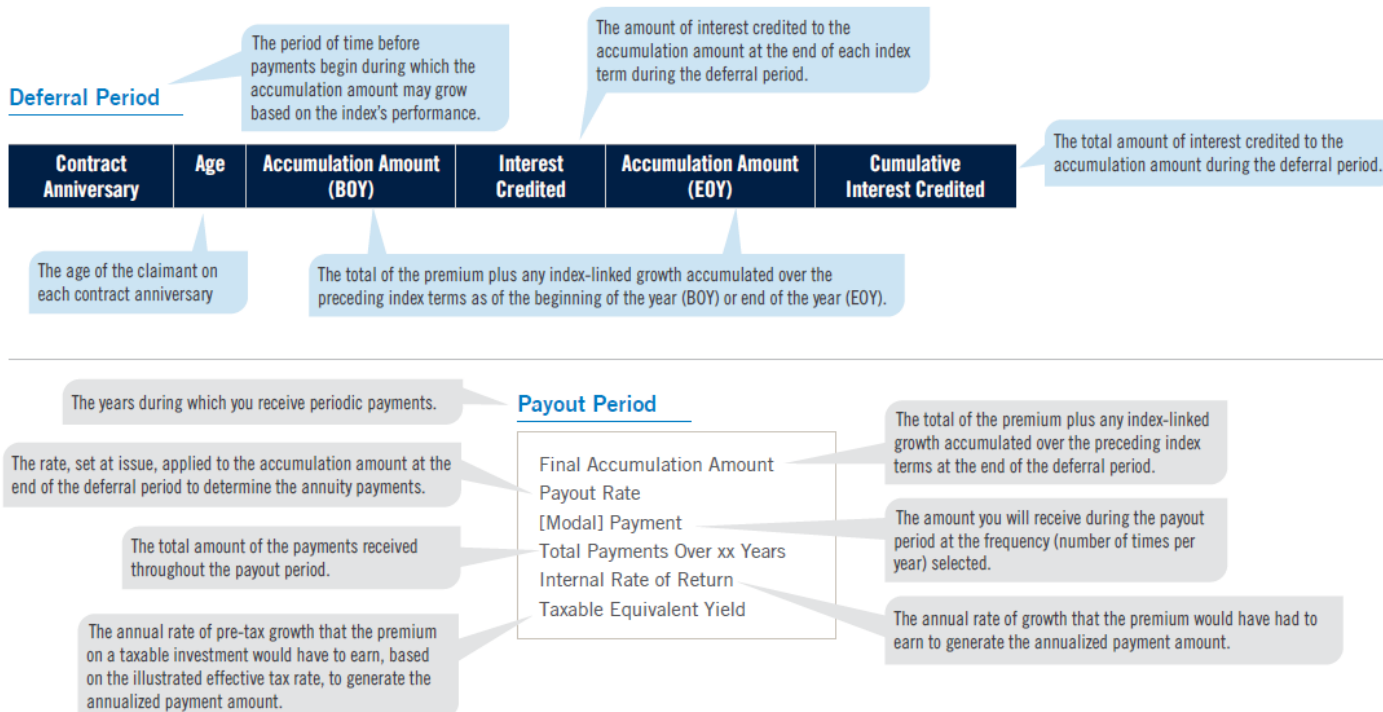 The period of time before
payments begin during which the
accumulation amount may grow
based on the index's performance.
The amount of interest credited to the
accumulation amount at the end of each index
term during the deferral period.
Deferral Period
The total amount of interest credited to the
accumulation amount during the deferral period.
Contract
Anniversary
Age
Accumulation Amount
(BOY)
Interest
Credited
Accumulation Amount
(EOY)
Cumulative
Interest Credited
The age of the claimant on
each contract anniversary
The total of the premium plus any index-linked growth accumulated over the
preceding index terms as of the beginning of the year (BOY) or end of the year (EOY).
The years during which you receive periodic payments.
Payout Period
The rate, set at issue, applied to the accumulation amount at the
end of the deferral period to determine the annuity payments.
The total amount of the payments received
throughout the payout period.
The annual rate of pre-tax growth that the premium
on a taxable investment would have to earn, based
on the illustrated effective tax rate, to generate the
annualized payment amount.
Final Accumulation Amount
Payout Rate
[Modal] Payment
Total Payments Over xx Years
Internal Rate of Return
Taxable Equivalent Yield
The total of the premium plus any index-linked
growth accumulated over the preceding index
terms at the end of the deferral period.
The amount you will receive during the payout
period at the frequency (number of times per
year) selected.
The annual rate of growth that the premium would have had to
earn to generate the annualized payment amount.